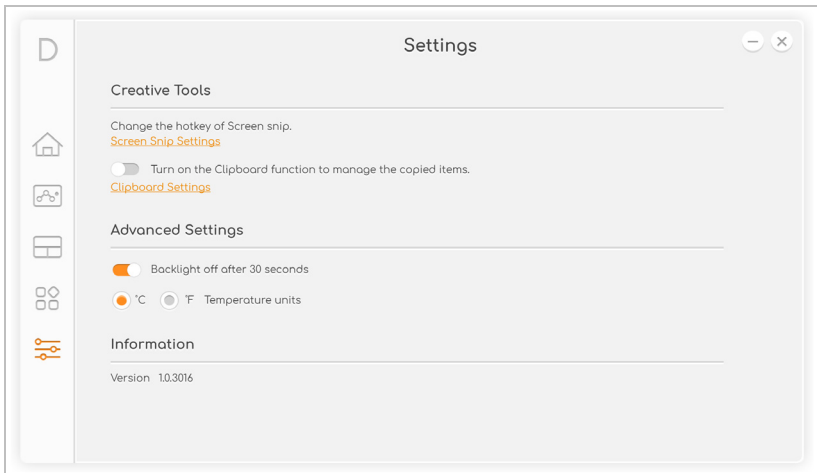 D
Settings
Creative Tools
Change the hotkey of Screen snip.
Screen Snip Settings
Turn on the Clipboard function to manage the copied items.
Clipboard Settings
Advanced Settings
Backlight off after 30 seconds
°C °F Temperature units
Information
Version 1.0.3016